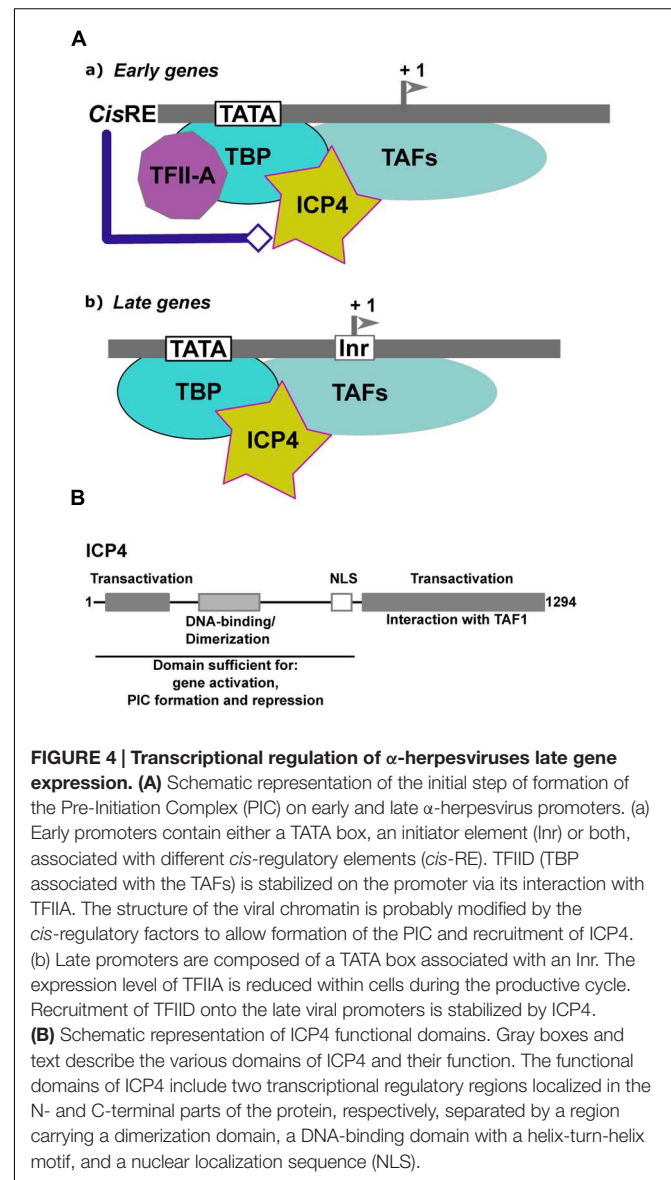 A
a) Early genes
+ 1
CisRE
TATA
TBP
TAFs
TFII-A
ICP4
b) Late genes
+ 1
TATA
Inr
TBP
TAFs
ICP4
B
ICP4
Transactivation
NLS
Transactivation
1
1294
DNA-binding/
Dimerization
Interaction with TAF1
Domain sufficient for:
gene activation,
PIC formation and repression
FIGURE 4 | Transcriptional regulation of α-herpesviruses late gene
expression. (A) Schematic representation of the initial step of formation of
the Pre-Initiation Complex (PIC) on early and late α-herpesvirus promoters. (a)
Early promoters contain either a TATA box, an initiator element (Inr) or both,
associated with different cis-regulatory elements (cis-RE). TFIID (TBP
associated with the TAFs) is stabilized on the promoter via its interaction with
TFIIA. The structure of the viral chromatin is probably modified by the
cis-regulatory factors to allow formation of the PIC and recruitment of ICP4.
(b) Late promoters are composed of a TATA box associated with an Inr. The
expression level of TFIIA is reduced within cells during the productive cycle.
Recruitment of TFIID onto the late viral promoters is stabilized by ICP4.
(B) Schematic representation of ICP4 functional domains. Gray boxes and
text describe the various domains of ICP4 and their function. The functional
domains of ICP4 include two transcriptional regulatory regions localized in the
N- and C-terminal parts of the protein, respectively, separated by a region
carrying a dimerization domain, a DNA-binding domain with a helix-turn-helix
motif, and a nuclear localization sequence (NLS).